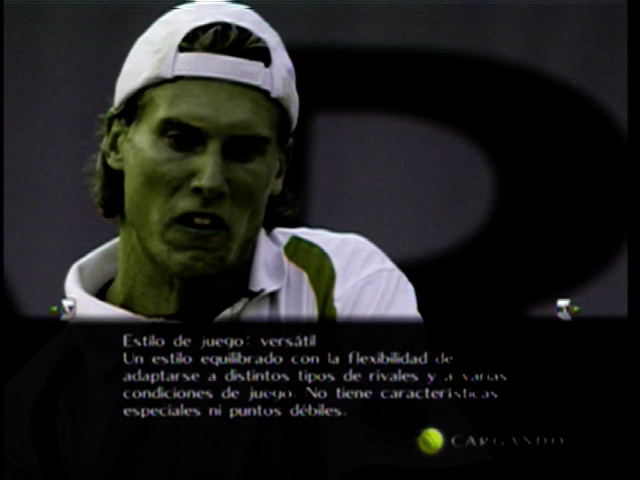 Estilo de juego: versátil
Un estilo equilibrado con la flexibilidad de
adaptarse a distintos tipos de rivales y a varias
condiciones de juego. No tiene características
especiales ni puntos débiles.
CARGANDO